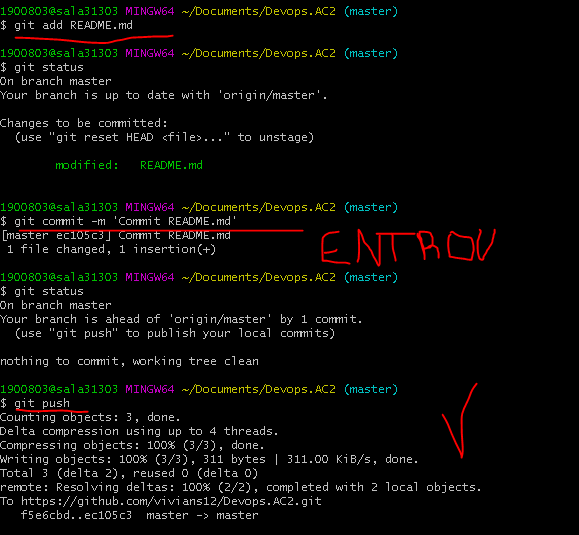 1900803@sala31303 MINGW64 ~/Documents/Devops.AC2 (master)
$ git add README.md
1900803@sala31303 MINGW64 ~/Documents/Devops.AC2 (master)
$ git status
On branch master
Your branch is up to date with 'origin/master'.
Changes to be committed:
(use "git reset HEAD <file>..." to unstage)
modified: README.md
1900803@sala31303 MINGW64 ~/Documents/Devops.AC2 (master)
$ git commit -m 'Commit README.md'
[master ec105c3] Commit README.md
1 file changed, 1 insertion(+)
ENTROU
1900803@sala31303 MINGW64 ~/Documents/Devops.AC2 (master)
$ git status
On branch master
Your branch is ahead of 'origin/master' by 1 commit.
(use "git push" to publish your local commits)
nothing to commit, working tree clean
1900803@sala31303 MINGW64 ~/Documents/Devops.AC2 (master)
$ git push
Counting objects: 3, done.
Delta compression using up to 4 threads.
Compressing objects: 100% (3/3), done.
Writing objects: 100% (3/3), 311 bytes | 311.00 KiB/s, done.
Total 3 (delta 2), reused 0 (delta 0)
remote: Resolving deltas: 100% (2/2), completed with 2 local objects.
To https://github.com/vivians12/Devops.AC2.git
f5e6cbd..ec105c3 master -> master